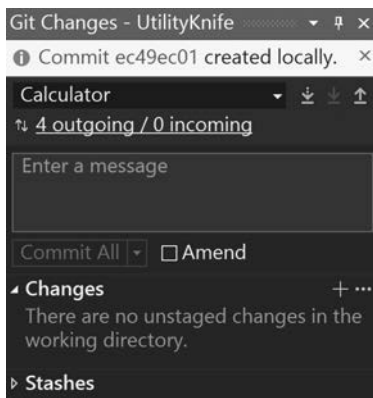 Git Changes - UtilityKnife
Commit ec49ec01 created locally.
Calculator
4 outgoing / 0 incoming
Enter a message
Commit All Amend
Changes
There are no unstaged changes in the
working directory.
Stashes